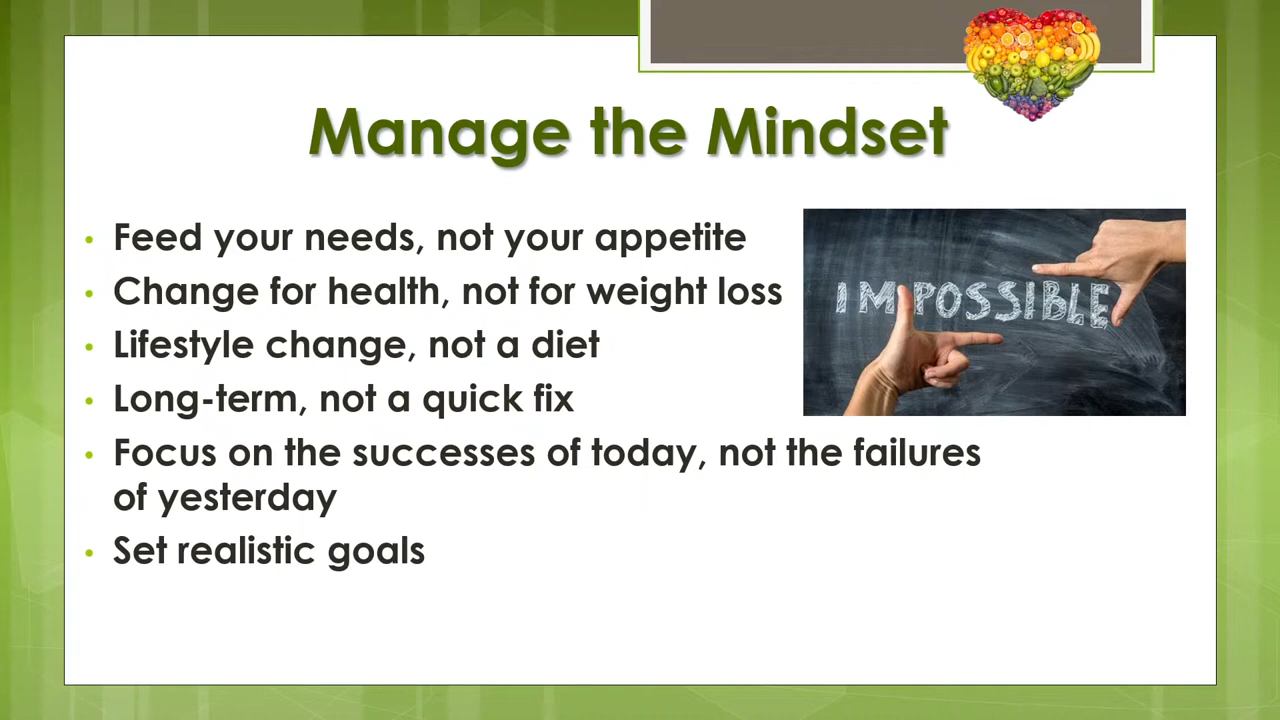 Manage the Mindset
• Feed your needs, not your appetite
• Change for health, not for weight loss
• Lifestyle change, not a diet
• Long-term, not a quick fix
• Focus on the successes of today, not the failures
of yesterday
• Set realistic goals
IMPOSSIBLE